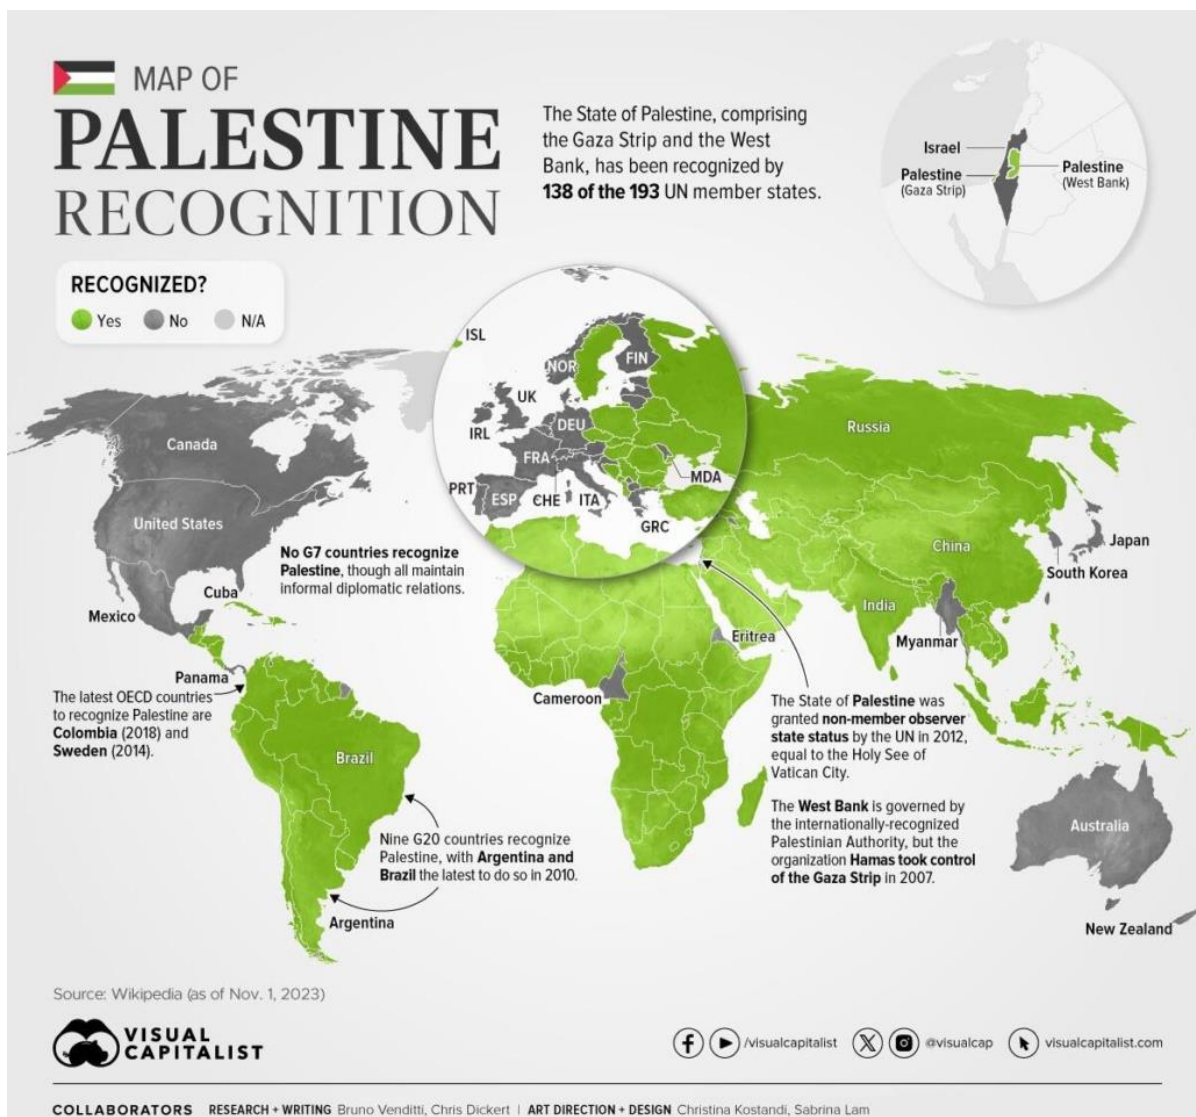 MAP OF
PALESTINE
RECOGNITION
The State of Palestine, comprising
the Gaza Strip and the West
Bank, has been recognized by
138 of the 193 UN member states.
Israel
Palestine
(Gaza Strip)
Palestine
(West Bank)
RECOGNIZED?
Yes
No
N/A
ISL
NOR
FIN
UK
IRL
DEU
FRA
MDA
PRT
ESP
CHE
ITA
GRC
Canada
United States
Russia
China
Japan
South Korea
India
Myanmar
No G7 countries recognize
Palestine, though all maintain
informal diplomatic relations.
Cuba
Mexico
Eritrea
Panama
Cameroon
The latest OECD countries
to recognize Palestine are
Colombia (2018) and
Sweden (2014).
Brazil
The State of Palestine was
granted non-member observer
state status by the UN in 2012,
equal to the Holy See of
Vatican City.
The West Bank is governed by
the internationally-recognized
Palestinian Authority, but the
organization Hamas took control
of the Gaza Strip in 2007.
Australia
Nine G20 countries recognize
Palestine, with Argentina and
Brazil the latest to do so in 2010.
Argentina
New Zealand
Source: Wikipedia (as of Nov. 1, 2023)
VISUAL
CAPITALIST
/visualcapitalist
@visualcap
visualcapitalist.com
COLLABORATORS RESEARCH + WRITING Bruno Venditti, Chris Dickert | ART DIRECTION + DESIGN Christina Kostandi, Sabrina Lam